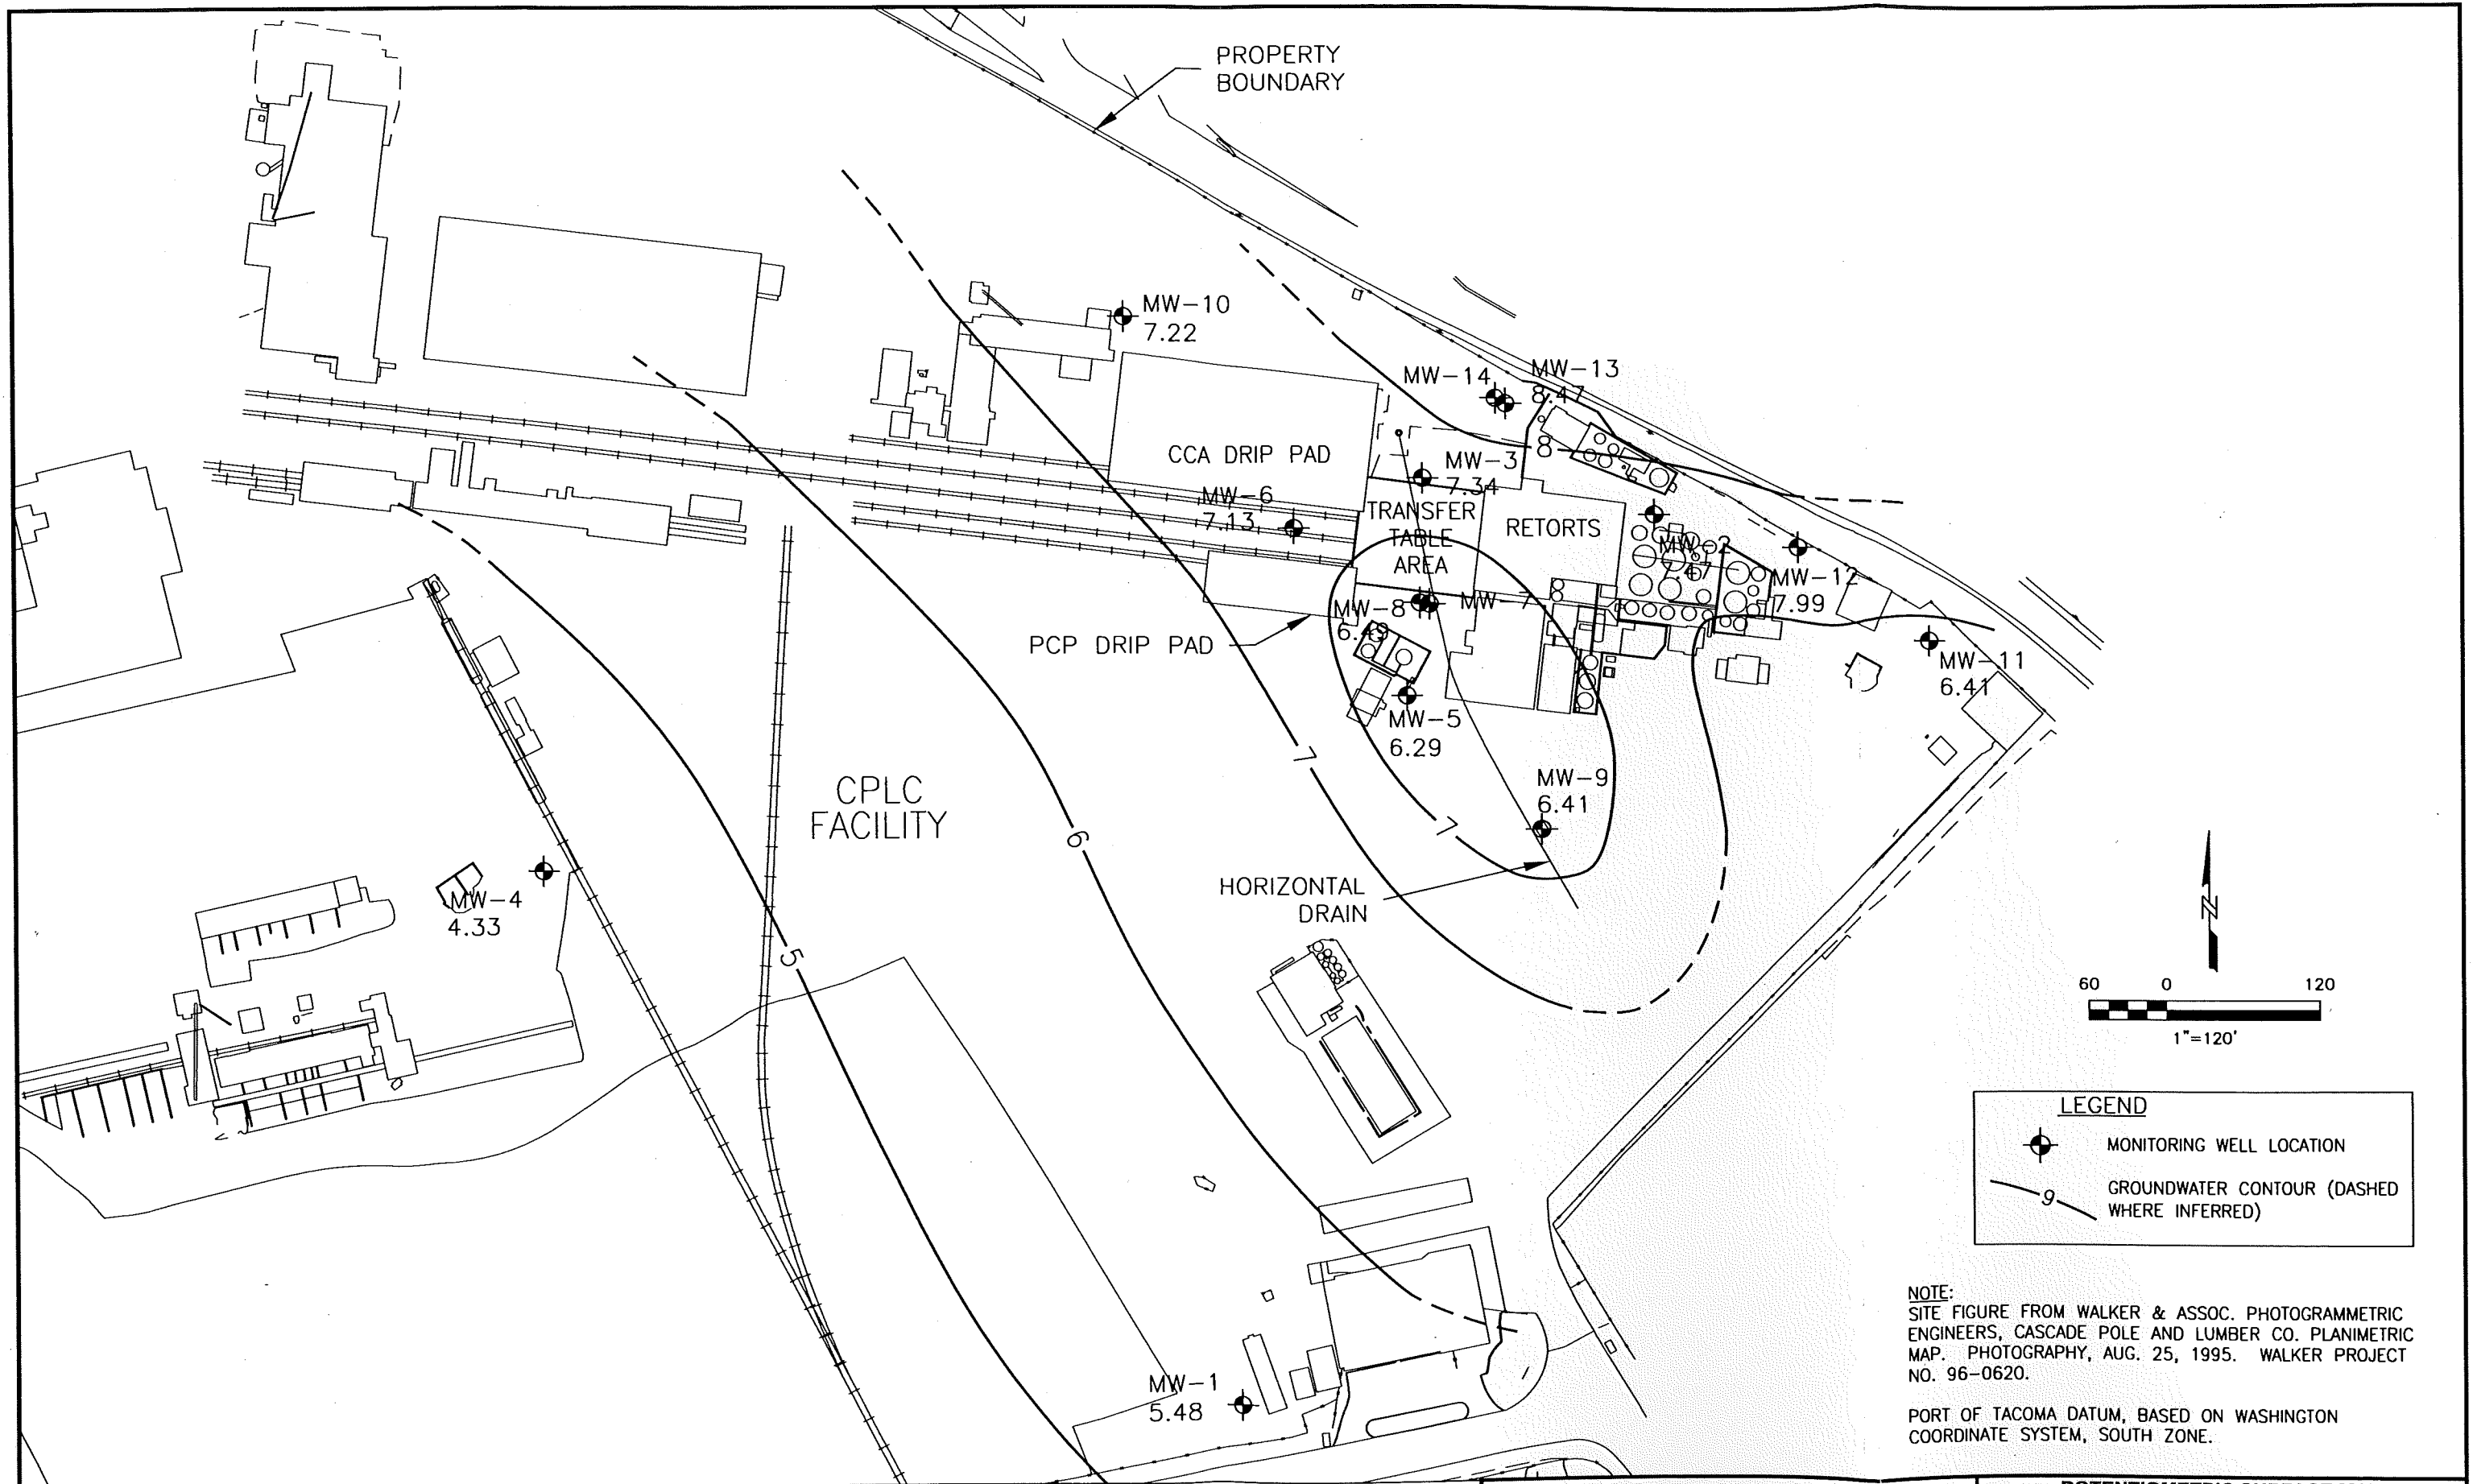 PROPERTY
BOUNDARY
MW-10
7.22
MW-13
8.47
MW-14
8
CCA DRIP PAD
MW-3
7.34
MW-6
7.13
TRANSFER
TABLE
AREA
RETORTS
MW-2
7.47
MW-12
7.99
MW-8
6.49
MW-7
PCP DRIP PAD
MW-11
6.41
MW-5
6.29
7
MW-9
6.41
7
CPLC
FACILITY
6
5
MW-4
4.33
HORIZONTAL
DRAIN
N
60 0 120
1"=120'
LEGEND
MONITORING WELL LOCATION
9
GROUNDWATER CONTOUR (DASHED
WHERE INFERRED)
NOTE:
SITE FIGURE FROM WALKER & ASSOC. PHOTOGRAMMETRIC
ENGINEERS, CASCADE POLE AND LUMBER CO. PLANIMETRIC
MAP. PHOTOGRAPHY, AUG. 25, 1995. WALKER PROJECT
NO. 96-0620.
PORT OF TACOMA DATUM, BASED ON WASHINGTON
COORDINATE SYSTEM, SOUTH ZONE.
MW-1
5.48